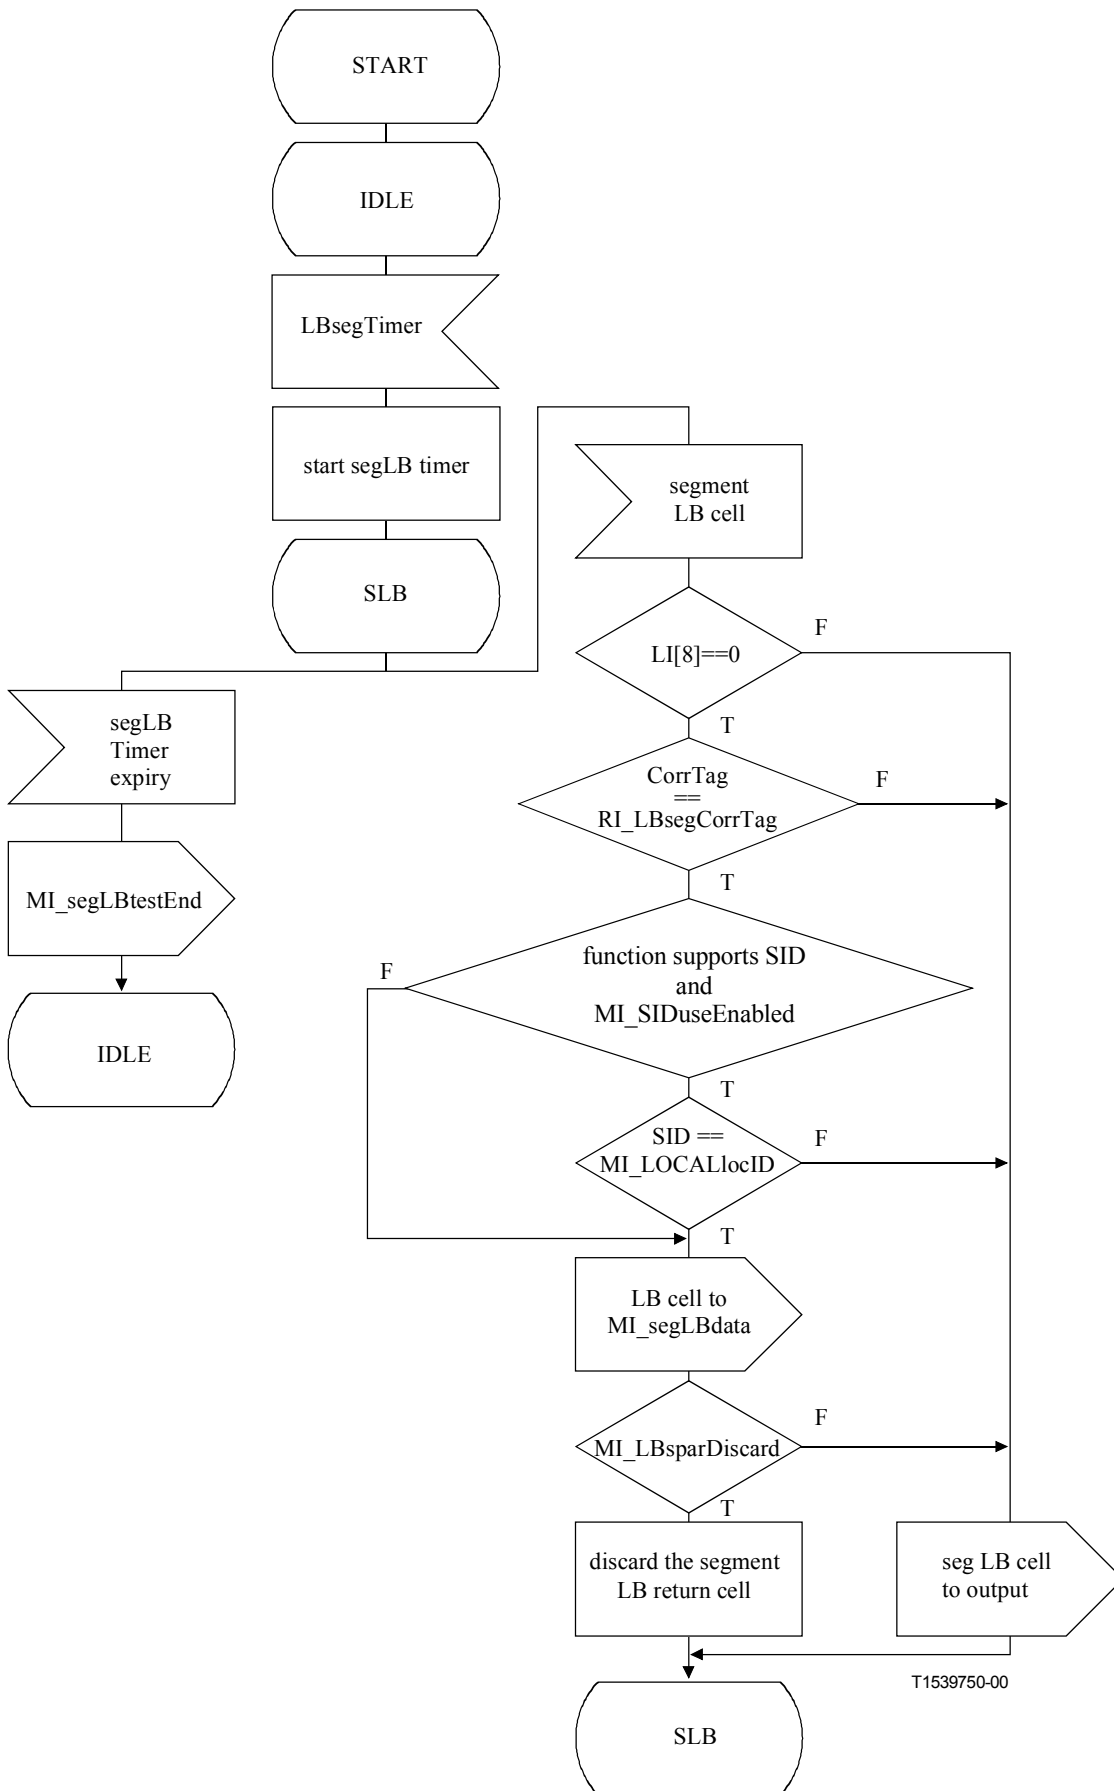 START
IDLE
LBsegTimer
start segLB timer
SLB
segLB
Timer
expiry
MI_segLBtestEnd
IDLE
segment
LB cell
LI[8]==0
F
T
CorrTag
==
RI_LBsegCorrTag
F
T
function supports SID
and
MI_SIDuseEnabled
F
T
SID ==
MI_LOCALlocID
F
T
LB cell to
MI_segLBdata
MI_LBsparDiscard
F
T
discard the segment
LB return cell
seg LB cell
to output
T1539750-00
SLB